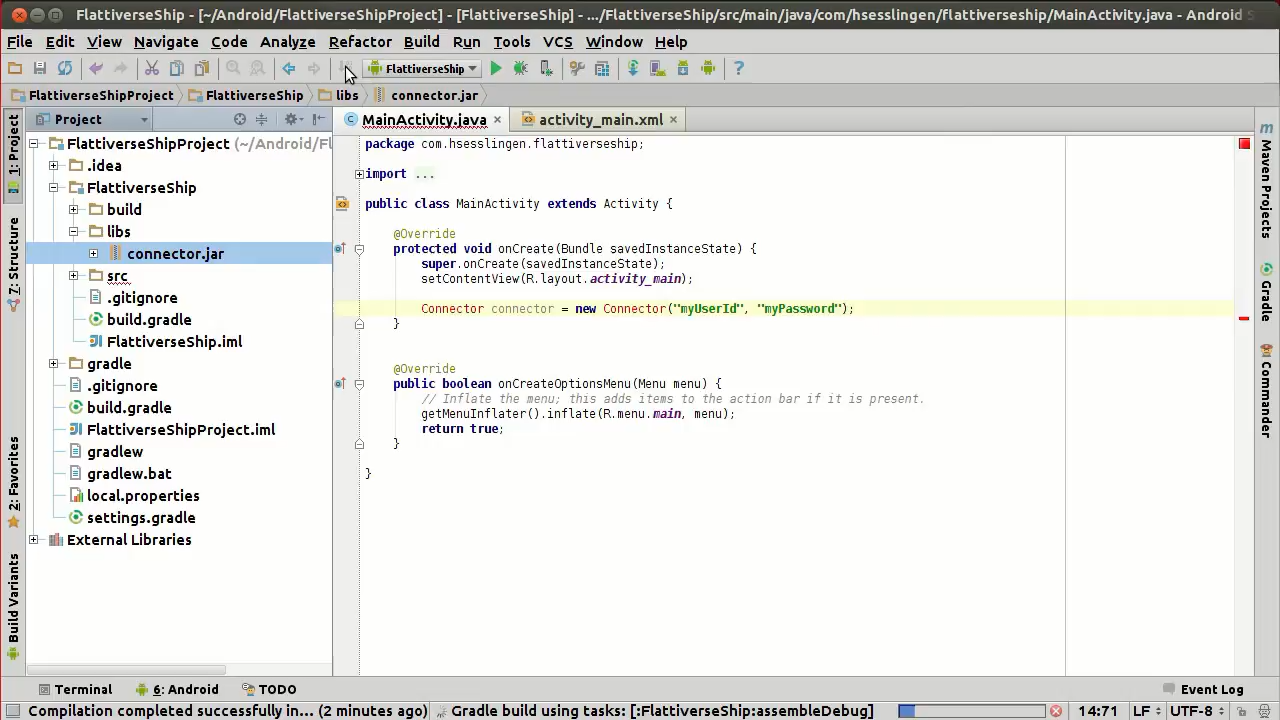 FlattiverseShip - [~/Android/FlattiverseShipProject] - [FlattiverseShip] - .../FlattiverseShip/src/main/java/com/hsesslingen/flattiverseship/MainActivity.java - Android S
File Edit View Navigate Code Analyze Refactor Build Run Tools VCS Window Help
FlattiverseShip
FlattiverseShipProject FlattiverseShip libs connector.jar
Project
MainActivity.java activity_main.xml
1: Project
7: Structure
2: Favorites
Build Variants
FlattiverseShipProject (~/Android/Fl
.idea
FlattiverseShip
build
libs
connector.jar
src
.gitignore
build.gradle
FlattiverseShip.iml
gradle
.gitignore
build.gradle
FlattiverseShipProject.iml
gradlew
gradlew.bat
local.properties
settings.gradle
External Libraries
package com.hsesslingen.flattiverseship;
import ...
public class MainActivity extends Activity {
@Override
protected void onCreate(Bundle savedInstanceState) {
super.onCreate(savedInstanceState);
setContentView(R.layout.activity_main);
Connector connector = new Connector("myUserId", "myPassword");
}
@Override
public boolean onCreateOptionsMenu(Menu menu) {
// Inflate the menu; this adds items to the action bar if it is present.
getMenuInflater().inflate(R.menu.main, menu);
return true;
}
}
Maven Projects
Gradle
Commander
Terminal 6: Android TODO Event Log
Compilation completed successfully in... (2 minutes ago) Gradle build using tasks: [:FlattiverseShip:assembleDebug] 14:71 LF UTF-8